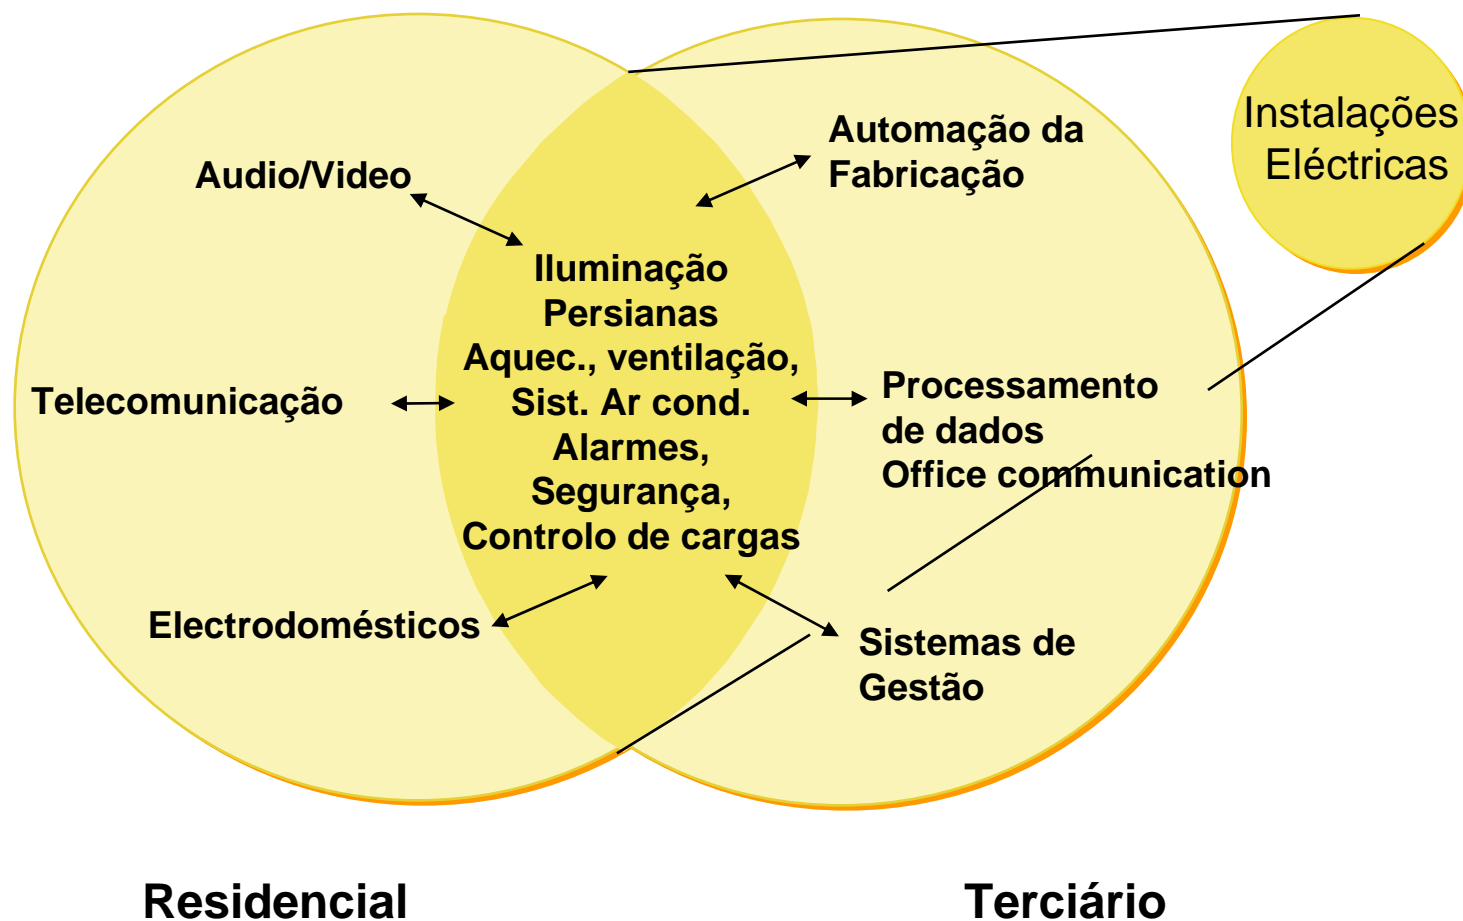 Instalações
Eléctricas
Automação da
Fabricação
Audio/Video
Iluminação
Persianas
Aquec., ventilação,
Sist. Ar cond.
Alarmes,
Segurança,
Controlo de cargas
Telecomunicação
Processamento
de dados
Office communication
Electrodomésticos
Sistemas de
Gestão
Residencial
Terciário